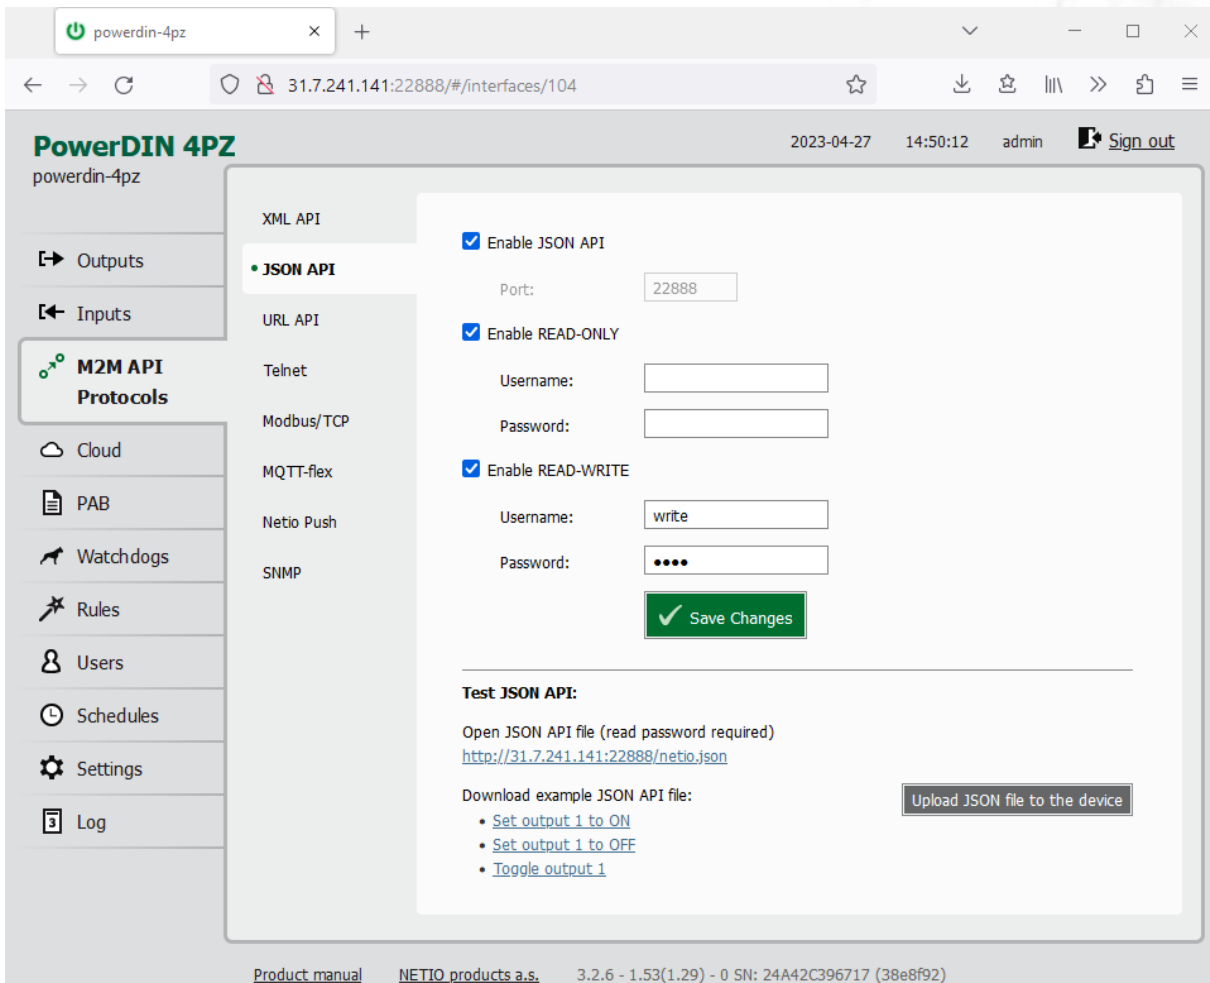 powerdin-4pz
31.7.241.141:22888/#/interfaces/104
PowerDIN 4PZ
powerdin-4pz
2023-04-27 14:50:12 admin Sign out
Outputs
Inputs
M2M API
Protocols
Cloud
PAB
Watchdogs
Rules
Users
Schedules
Settings
3 Log
XML API
• JSON API
URL API
Telnet
Modbus/TCP
MQTT-flex
Netio Push
SNMP
Enable JSON API
Port: 22888
Enable READ-ONLY
Username:
Password:
Enable READ-WRITE
Username: write
Password: ••••
Save Changes
Test JSON API:
Open JSON API file (read password required)
http://31.7.241.141:22888/netio.json
Download example JSON API file:
• Set output 1 to ON
• Set output 1 to OFF
• Toggle output 1
Upload JSON file to the device
Product manual NETIO products a.s. 3.2.6 - 1.53(1.29) - 0 SN: 24A42C396717 (38e8f92)